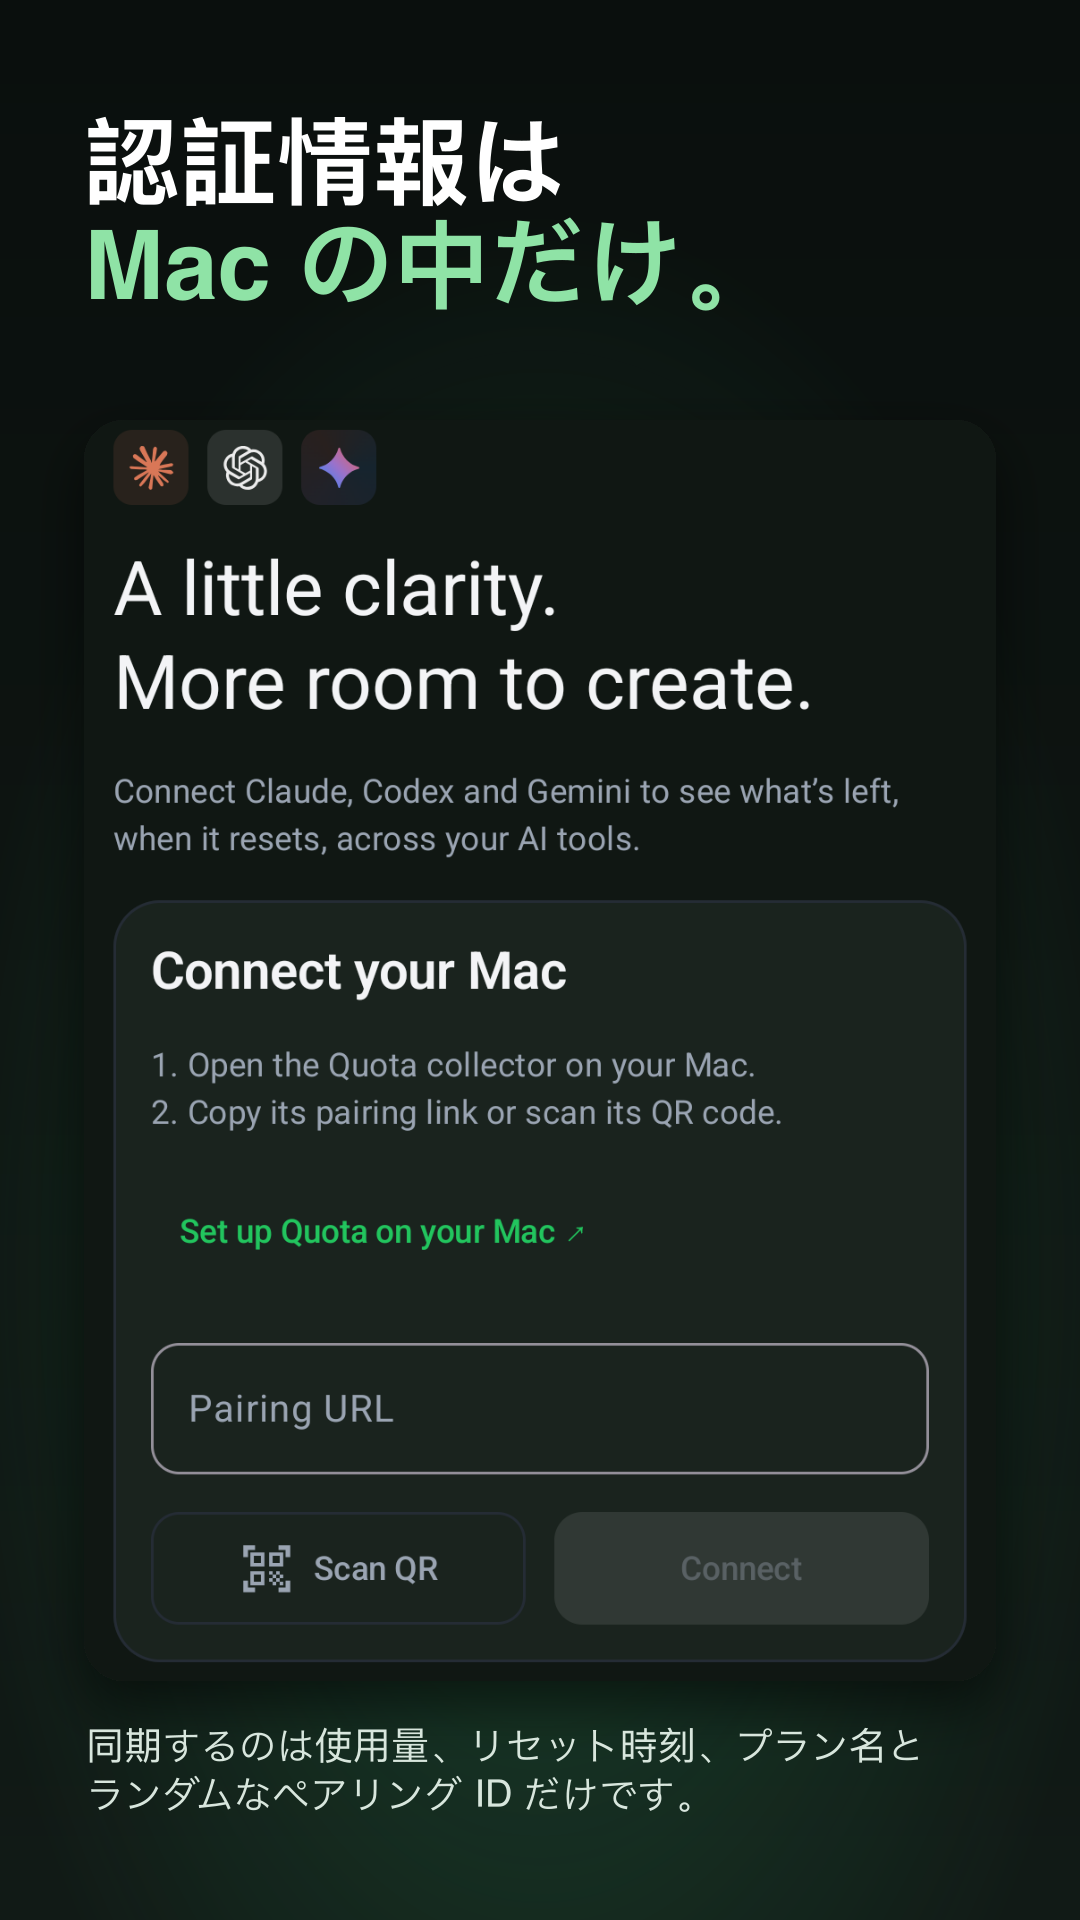 認証情報は
Mac の中だけ。
A little clarity.
More room to create.
Connect Claude, Codex and Gemini to see what’s left,
when it resets, across your AI tools.
Connect your Mac
1. Open the Quota collector on your Mac.
2. Copy its pairing link or scan its QR code.
Set up Quota on your Mac ↗
Pairing URL
Scan QR
Connect
同期するのは使用量、リセット時刻、プラン名と
ランダムなペアリング ID だけです。